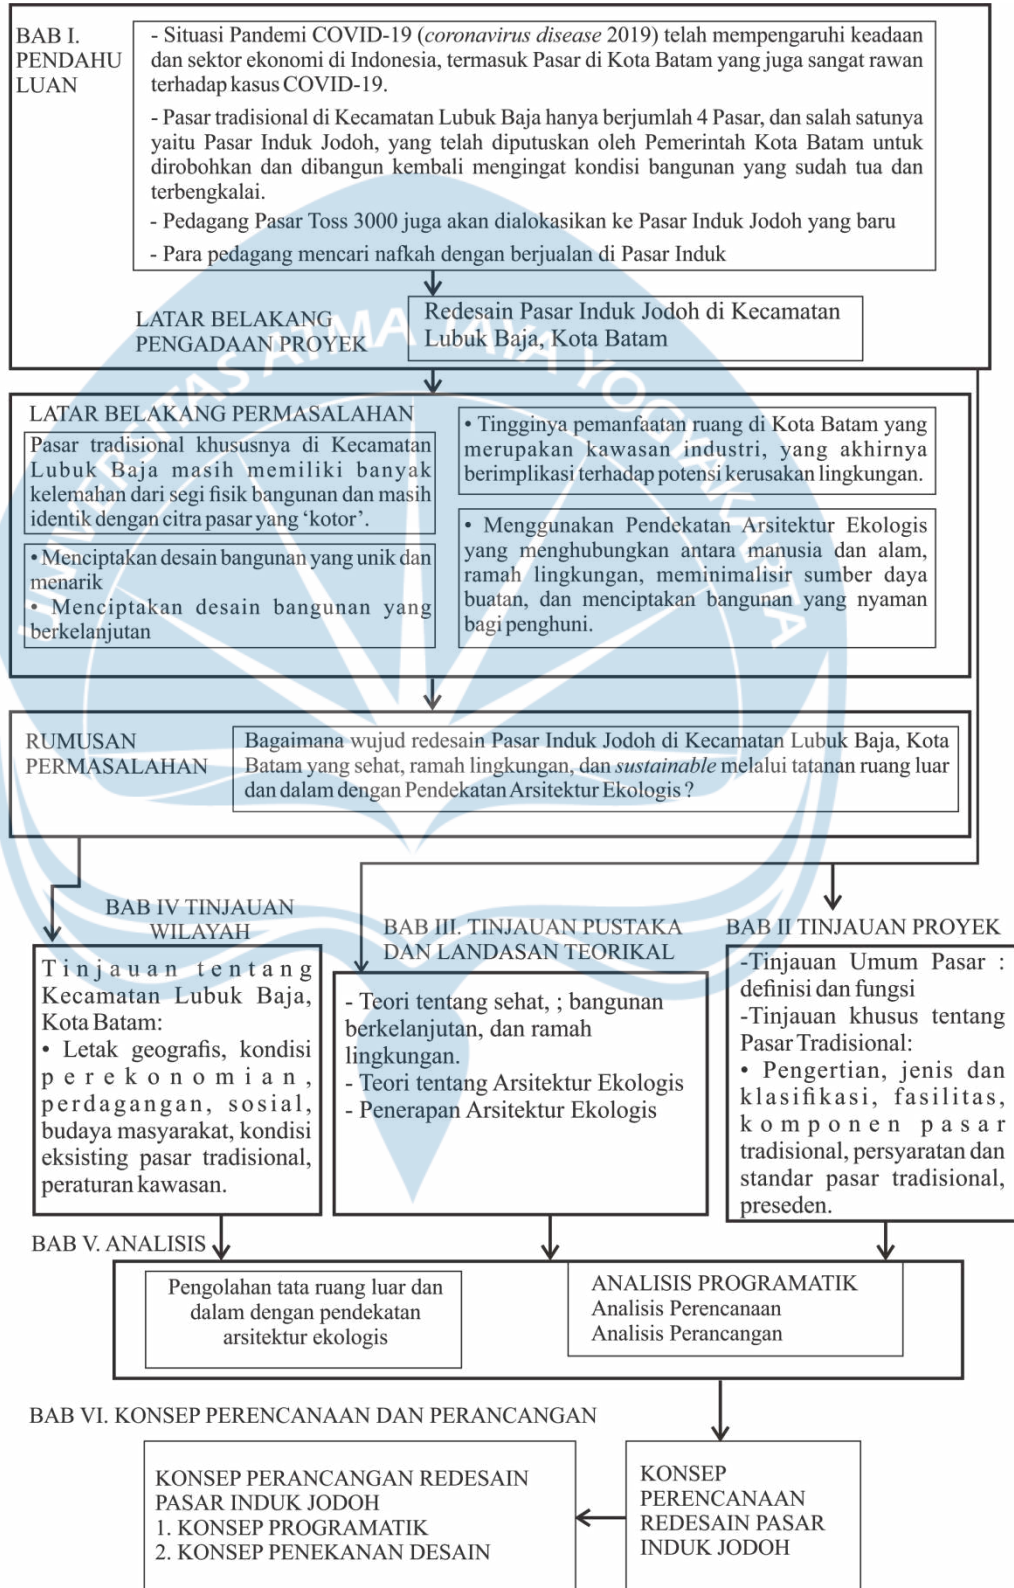 BAB I.
PENDAHU
LUAN
- Situasi Pandemi COVID-19 (coronavirus disease 2019) telah mempengaruhi keadaan
dan sektor ekonomi di Indonesia, termasuk Pasar di Kota Batam yang juga sangat rawan
terhadap kasus COVID-19.
- Pasar tradisional di Kecamatan Lubuk Baja hanya berjumlah 4 Pasar, dan salah satunya
yaitu Pasar Induk Jodoh, yang telah diputuskan oleh Pemerintah Kota Batam untuk
dirobohkan dan dibangun kembali mengingat kondisi bangunan yang sudah tua dan
terbengkalai.
- Pedagang Pasar Toss 3000 juga akan dialokasikan ke Pasar Induk Jodoh yang baru
- Para pedagang mencari nafkah dengan berjualan di Pasar Induk
LATAR BELAKANG
PENGADAAN PROYEK
Redesain Pasar Induk Jodoh di Kecamatan
Lubuk Baja, Kota Batam
UNIVERSITAS ATMA JAYA YOGYAKARTA
LATAR BELAKANG PERMASALAHAN
Pasar tradisional khususnya di Kecamatan
Lubuk Baja masih memiliki banyak
kelemahan dari segi fisik bangunan dan masih
identik dengan citra pasar yang ‘kotor’.
• Menciptakan desain bangunan yang unik dan
menarik
• Menciptakan desain bangunan yang
berkelanjutan
• Tingginya pemanfaatan ruang di Kota Batam yang
merupakan kawasan industri, yang akhirnya
berimplikasi terhadap potensi kerusakan lingkungan.
• Menggunakan Pendekatan Arsitektur Ekologis
yang menghubungkan antara manusia dan alam,
ramah lingkungan, meminimalisir sumber daya
buatan, dan menciptakan bangunan yang nyaman
bagi penghuni.
RUMUSAN
PERMASALAHAN
Bagaimana wujud redesain Pasar Induk Jodoh di Kecamatan Lubuk Baja, Kota
Batam yang sehat, ramah lingkungan, dan sustainable melalui tatanan ruang luar
dan dalam dengan Pendekatan Arsitektur Ekologis ?
BAB IV TINJAUAN
WILAYAH
Tinjauan tentang
Kecamatan Lubuk Baja,
Kota Batam:
• Letak geografis, kondisi
perekonomian,
perdagangan, sosial,
budaya masyarakat, kondisi
eksisting pasar tradisional,
peraturan kawasan.
BAB III. TINJAUAN PUSTAKA
DAN LANDASAN TEORIKAL
- Teori tentang sehat, ; bangunan
berkelanjutan, dan ramah
lingkungan.
- Teori tentang Arsitektur Ekologis
- Penerapan Arsitektur Ekologis
BAB II TINJAUAN PROYEK
-Tinjauan Umum Pasar :
definisi dan fungsi
-Tinjauan khusus tentang
Pasar Tradisional:
• Pengertian, jenis dan
klasifikasi, fasilitas,
komponen pasar
tradisional, persyaratan dan
standar pasar tradisional,
preseden.
BAB V. ANALISIS
Pengolahan tata ruang luar dan
dalam dengan pendekatan
arsitektur ekologis
ANALISIS PROGRAMATIK
Analisis Perencanaan
Analisis Perancangan
BAB VI. KONSEP PERENCANAAN DAN PERANCANGAN
KONSEP PERANCANGAN REDESAIN
PASAR INDUK JODOH
1. KONSEP PROGRAMATIK
2. KONSEP PENEKANAN DESAIN
KONSEP
PERENCANAAN
REDESAIN PASAR
INDUK JODOH